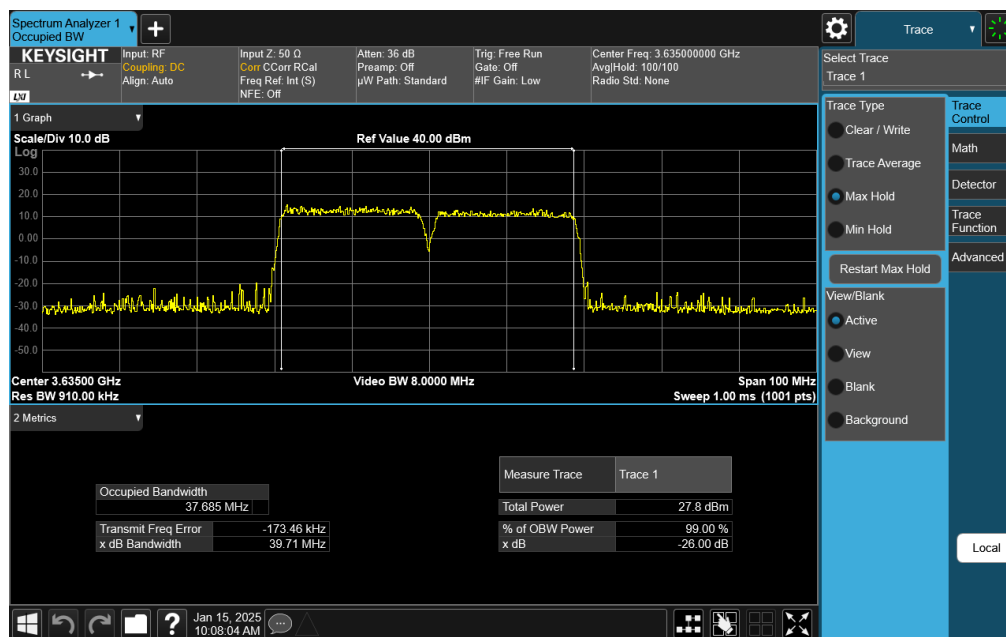 Spectrum Analyzer 1
Occupied BW
Trace
KEYSIGHT
R L
LXI
Input: RF
Coupling: DC
Align: Auto
Input Z: 50 Ω
Corr CCorr RCal
Freq Ref: Int (S)
NFE: Off
Atten: 36 dB
Preamp: Off
µW Path: Standard
Trig: Free Run
Gate: Off
#IF Gain: Low
Center Freq: 3.635000000 GHz
Avg|Hold: 100/100
Radio Std: None
Select Trace
Trace 1
1 Graph
Scale/Div 10.0 dB
Ref Value 40.00 dBm
Log
30.0
20.0
10.0
0.00
-10.0
-20.0
-30.0
-40.0
-50.0
Center 3.63500 GHz
Video BW 8.0000 MHz
Span 100 MHz
Res BW 910.00 kHz
Sweep 1.00 ms (1001 pts)
Trace Type
Clear / Write
Trace Average
Max Hold
Min Hold
Restart Max Hold
View/Blank
Active
View
Blank
Background
Trace
Control
Math
Detector
Trace
Function
Advanced
2 Metrics
Occupied Bandwidth
37.685 MHz
Transmit Freq Error -173.46 kHz
x dB Bandwidth 39.71 MHz
Measure Trace Trace 1
Total Power 27.8 dBm
% of OBW Power 99.00 %
x dB -26.00 dB
Local
?
Jan 15, 2025
10:08:04 AM